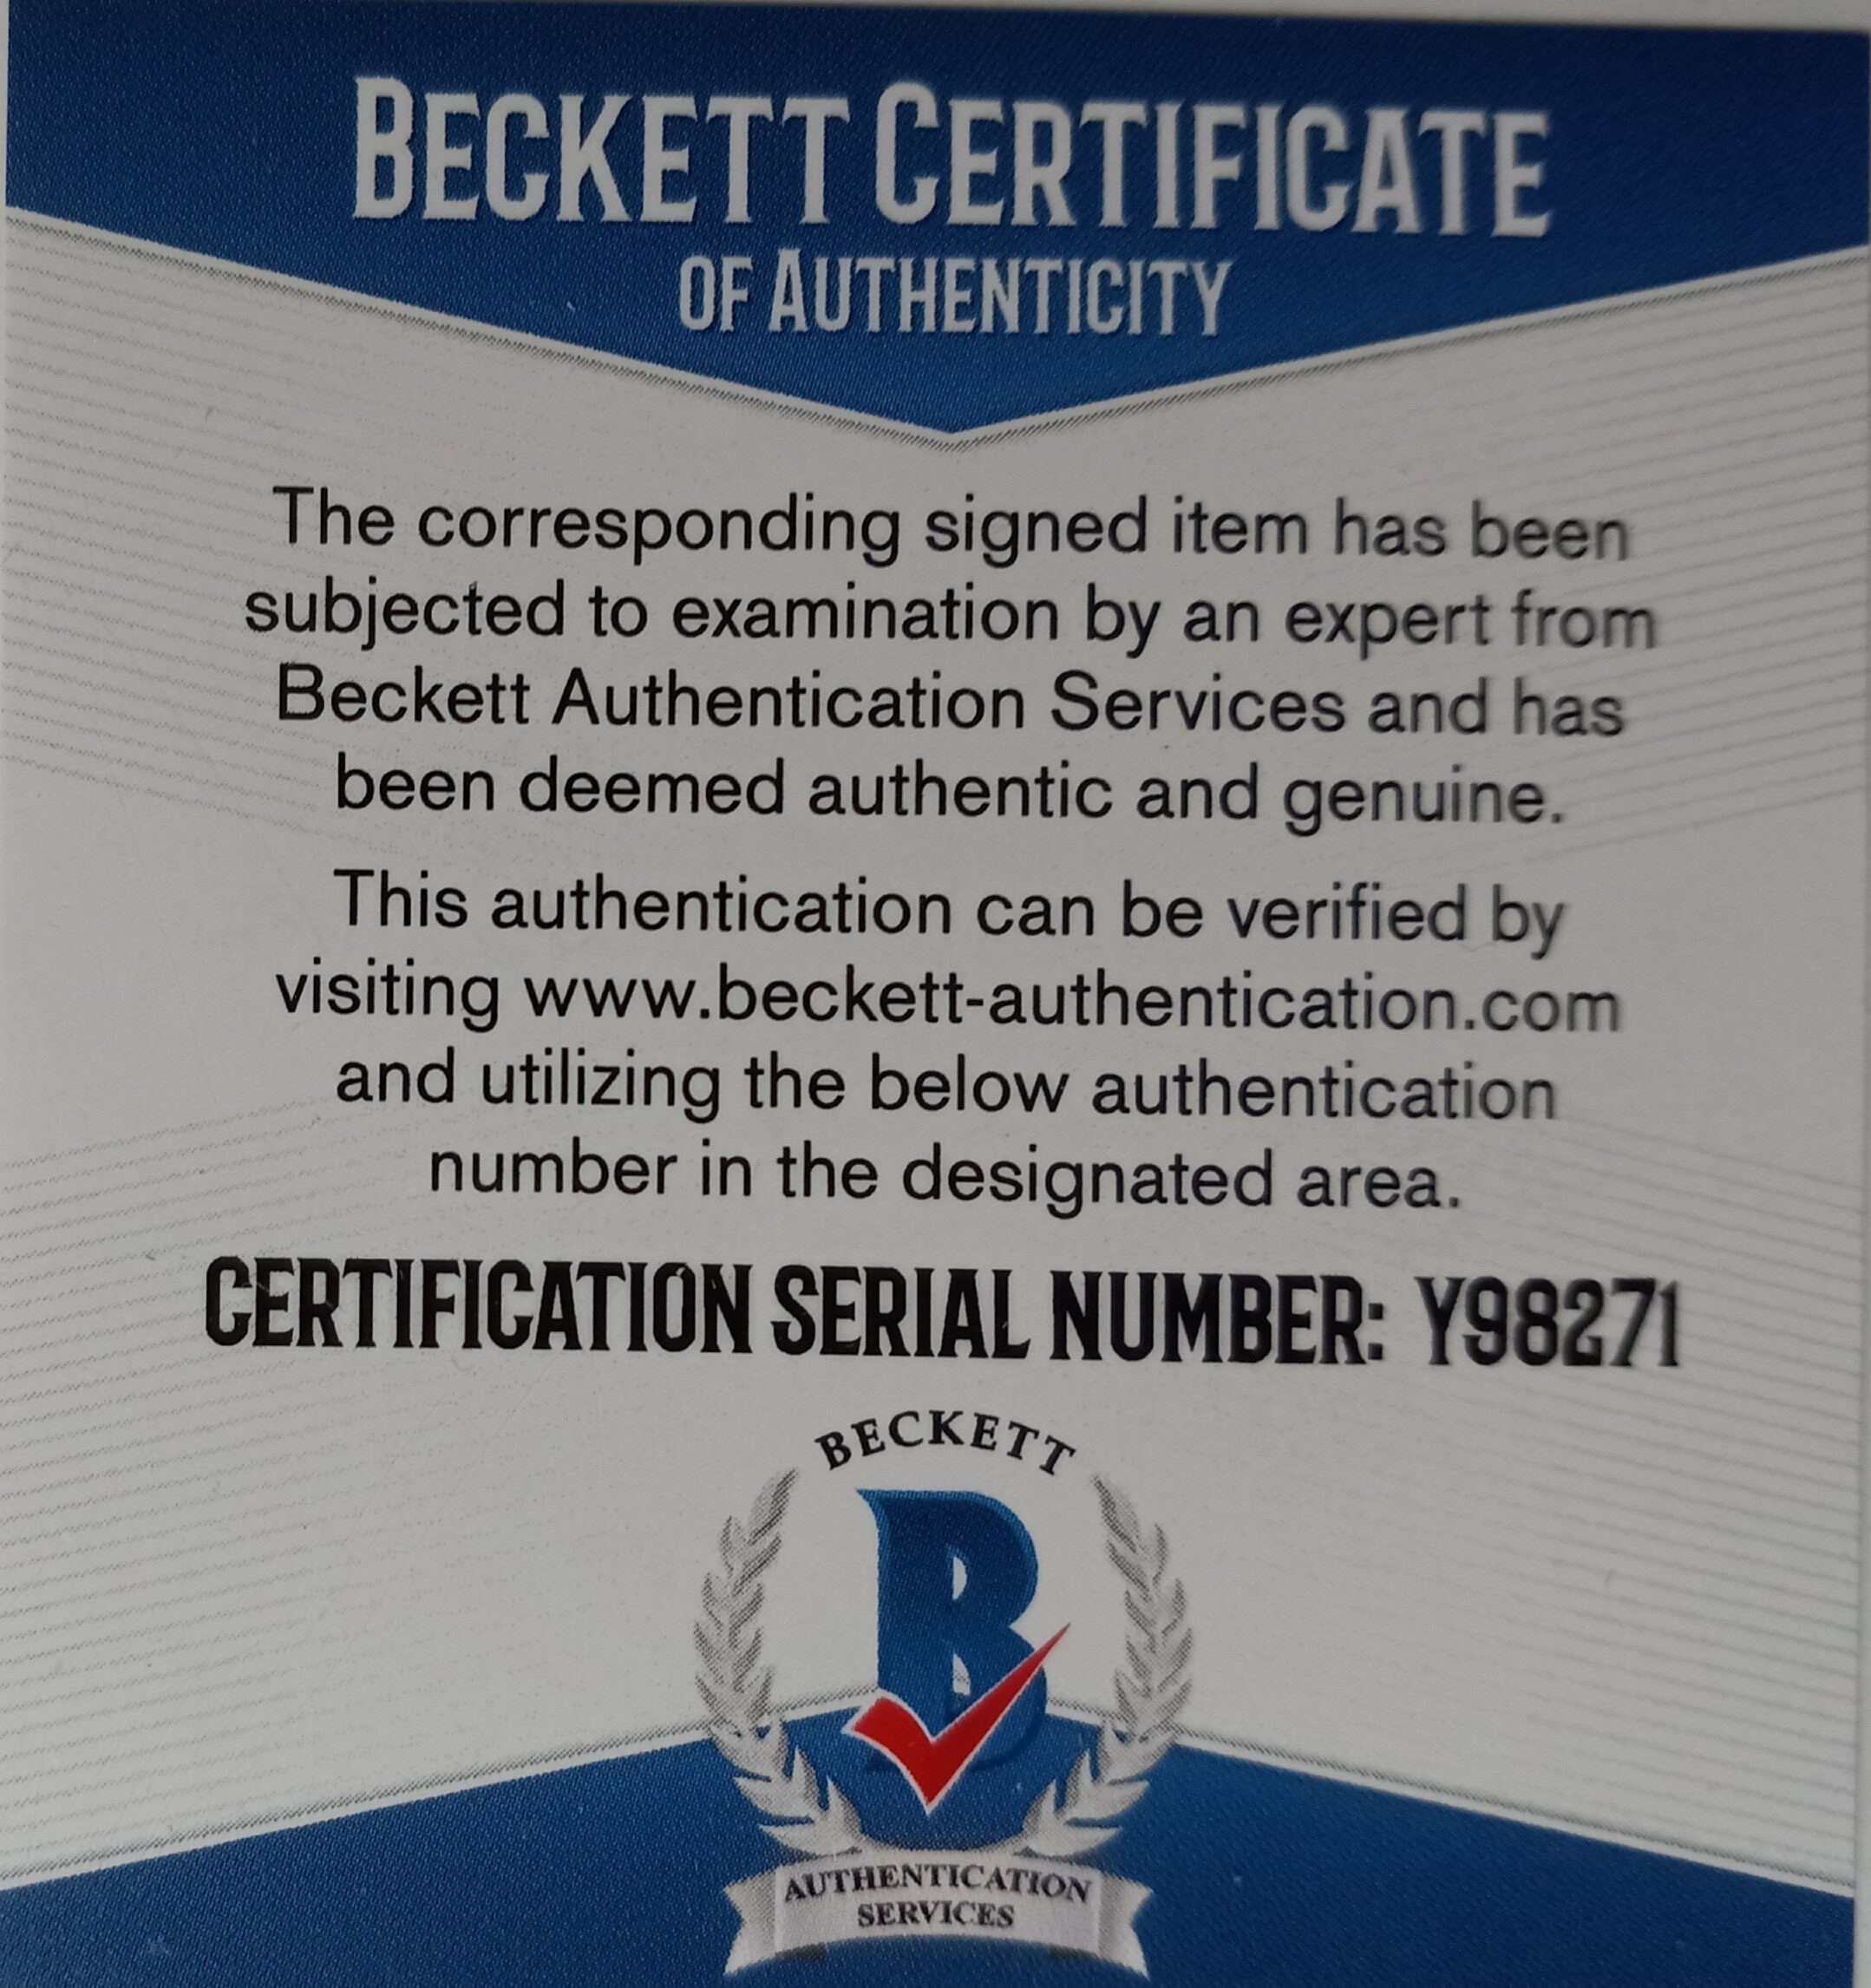 BECKETT CERTIFICATE
OF AUTHENTICITY
The corresponding signed item has been
subjected to examination by an expert from
Beckett Authentication Services and has
been deemed authentic and genuine.
This authentication can be verified by
visiting www.beckett-authentication.com
and utilizing the below authentication
number in the designated area.
CERTIFICATION SERIAL NUMBER: Y98271
BECKETT
B
AUTHENTICATION
SERVICES